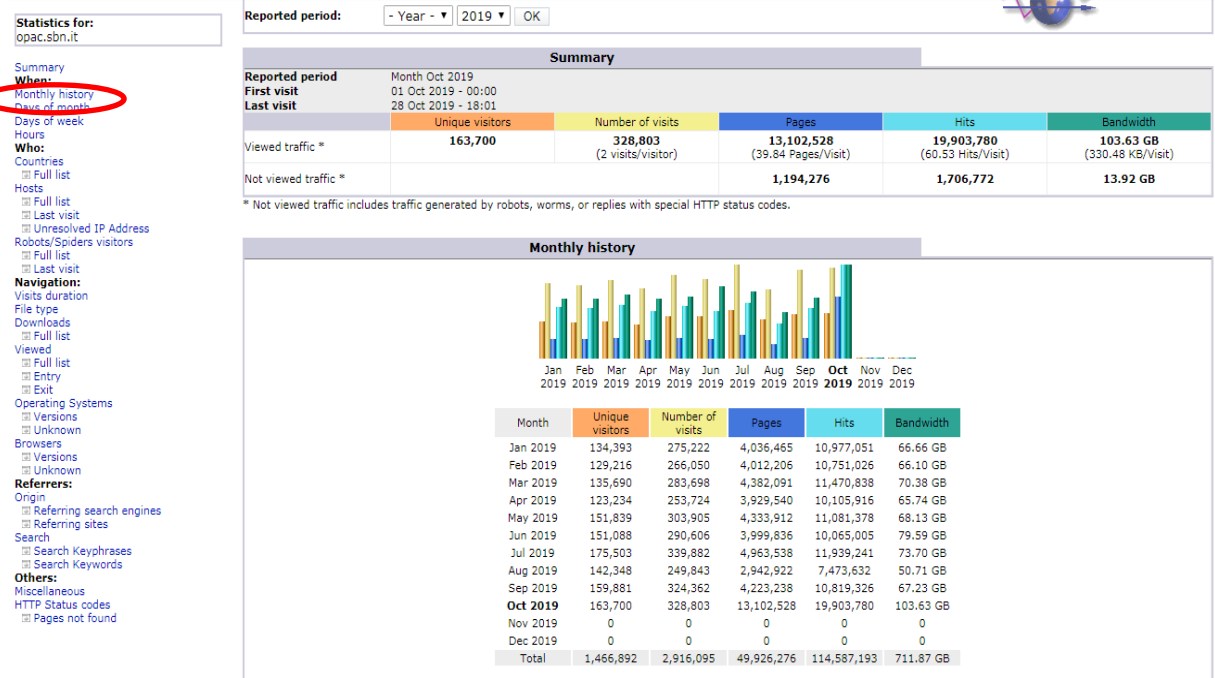 Statistics for:
opac.sbn.it
Summary
When:
Monthly history
Days of month
Days of week
Hours
Who:
Countries
Full list
Hosts
Full list
Last visit
Unresolved IP Address
Robots/Spiders visitors
Full list
Last visit
Navigation:
Visits duration
File type
Downloads
Full list
Viewed
Full list
Entry
Exit
Operating Systems
Versions
Unknown
Browsers
Versions
Unknown
Referrers:
Origin
Referring search engines
Referring sites
Search
Search Keyphrases
Search Keywords
Others:
Miscellaneous
HTTP Status codes
Pages not found
Reported period: - Year - 2019 OK
Summary
Reported period Month Oct 2019
First visit 01 Oct 2019 - 00:00
Last visit 28 Oct 2019 - 18:01
Unique visitors Number of visits Pages Hits Bandwidth
Viewed traffic * 163,700 328,803 13,102,528 19,903,780 103.63 GB
(2 visits/visitor) (39.84 Pages/Visit) (60.53 Hits/Visit) (330.48 KB/Visit)
Not viewed traffic * 1,194,276 1,706,772 13.92 GB
* Not viewed traffic includes traffic generated by robots, worms, or replies with special HTTP status codes.
Monthly history
Jan Feb Mar Apr May Jun Jul Aug Sep Oct Nov Dec
2019 2019 2019 2019 2019 2019 2019 2019 2019 2019 2019 2019
Month Unique visitors Number of visits Pages Hits Bandwidth
Jan 2019 134,393 275,222 4,036,465 10,977,051 66.66 GB
Feb 2019 129,216 266,050 4,012,206 10,751,026 66.10 GB
Mar 2019 135,690 283,698 4,382,091 11,470,838 70.38 GB
Apr 2019 123,234 253,724 3,929,540 10,105,916 65.74 GB
May 2019 151,839 303,905 4,333,912 11,081,378 68.13 GB
Jun 2019 151,088 290,606 3,999,836 10,065,005 79.59 GB
Jul 2019 175,503 339,882 4,963,538 11,939,241 73.70 GB
Aug 2019 142,348 249,843 2,942,922 7,473,632 50.71 GB
Sep 2019 159,881 324,362 4,223,238 10,819,326 67.23 GB
Oct 2019 163,700 328,803 13,102,528 19,903,780 103.63 GB
Nov 2019 0 0 0 0 0
Dec 2019 0 0 0 0 0
Total 1,466,892 2,916,095 49,926,276 114,587,193 711.87 GB